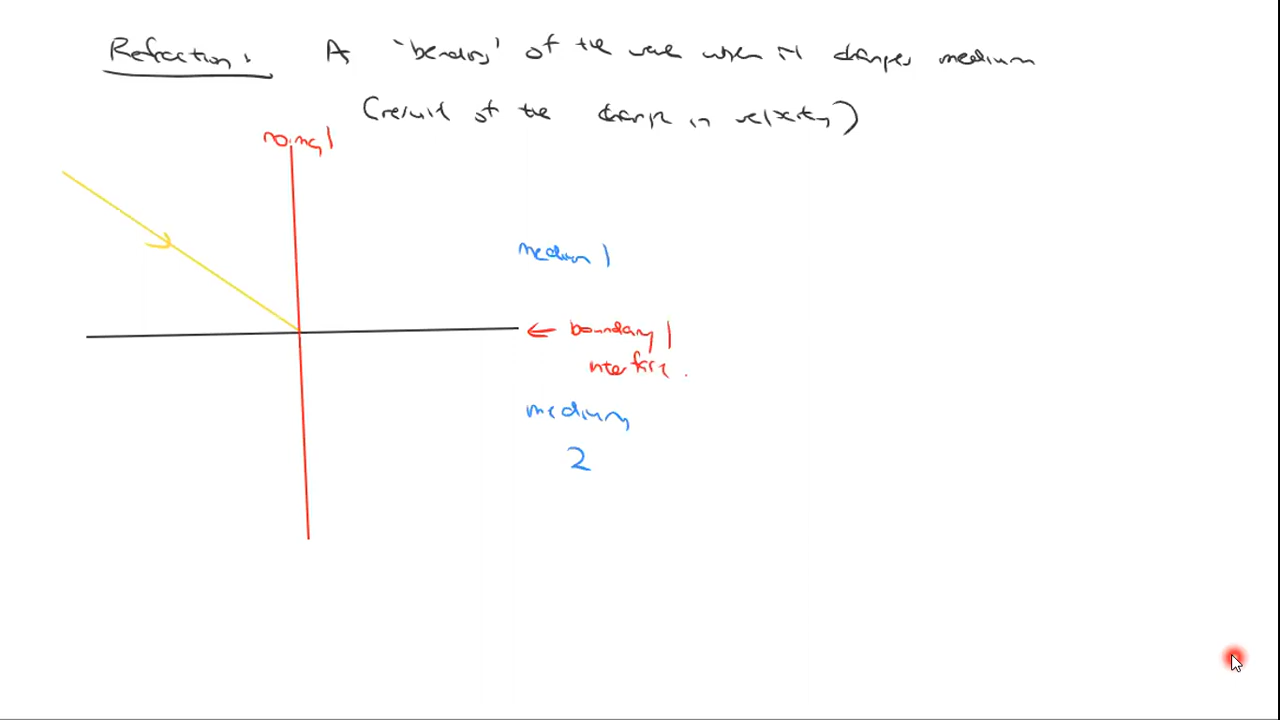 Refraction: A 'bending' of the wave when it changes medium
(result of the change in velocity)
normal
medium 1
← boundary /
interface.
medium
2